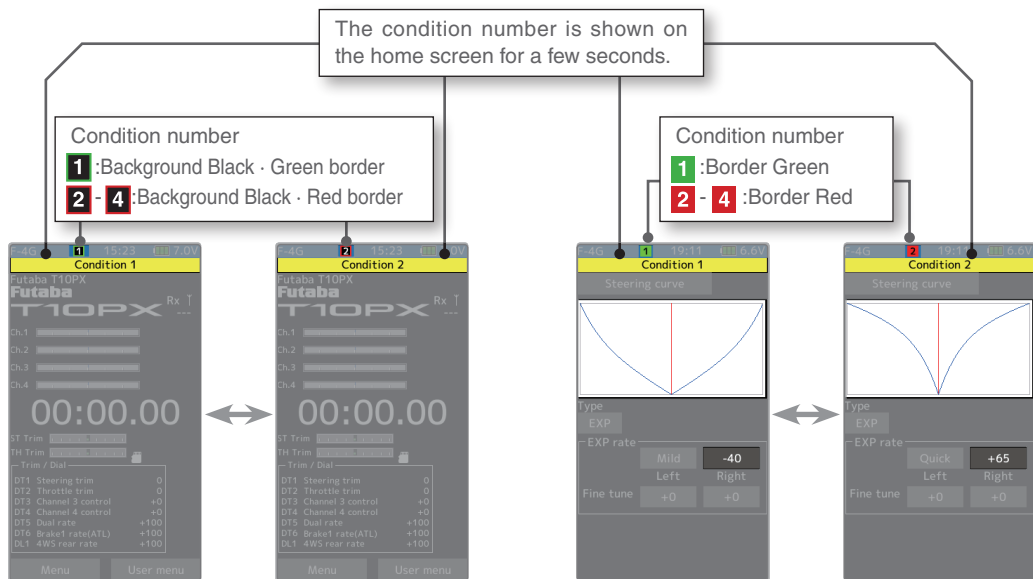 The condition number is shown on
the home screen for a few seconds.
Condition number
1 :Background Black · Green border
2 - 4 :Background Black · Red border
Condition number
1 :Border Green
2 - 4 :Border Red
F-4G 1 15:23 7.0V
Condition 1
Futaba T10PX
Futaba
T10PX
Rx
---
Ch.1
Ch.2
Ch.3
Ch.4
00:00.00
ST Trim
TH Trim
Trim / Dial
DT1 Steering trim 0
DT2 Throttle trim 0
DT3 Channel 3 control +0
DT4 Channel 4 control +0
DT5 Dual rate +100
DT6 Brake1 rate(ATL) +100
DL1 4WS rear rate +100
Menu User menu
F-4G 2 15:23 0V
Condition 2
Futaba T10PX
Futaba
T10PX
Rx
---
Ch.1
Ch.2
Ch.3
Ch.4
00:00.00
ST Trim
TH Trim
Trim / Dial
DT1 Steering trim 0
DT2 Throttle trim 0
DT3 Channel 3 control +0
DT4 Channel 4 control +0
DT5 Dual rate +100
DT6 Brake1 rate(ATL) +100
DL1 4WS rear rate +100
Menu User menu
F-4G 1 19:11 6.6V
Condition 1
Steering curve
Type
EXP
EXP rate
Mild -40
Left Right
Fine tune +0 +0
F-4G 2 6.6V
Condition 2
Steering curve
Type
EXP
EXP rate
Quick +65
Left Right
Fine tune +0 +0